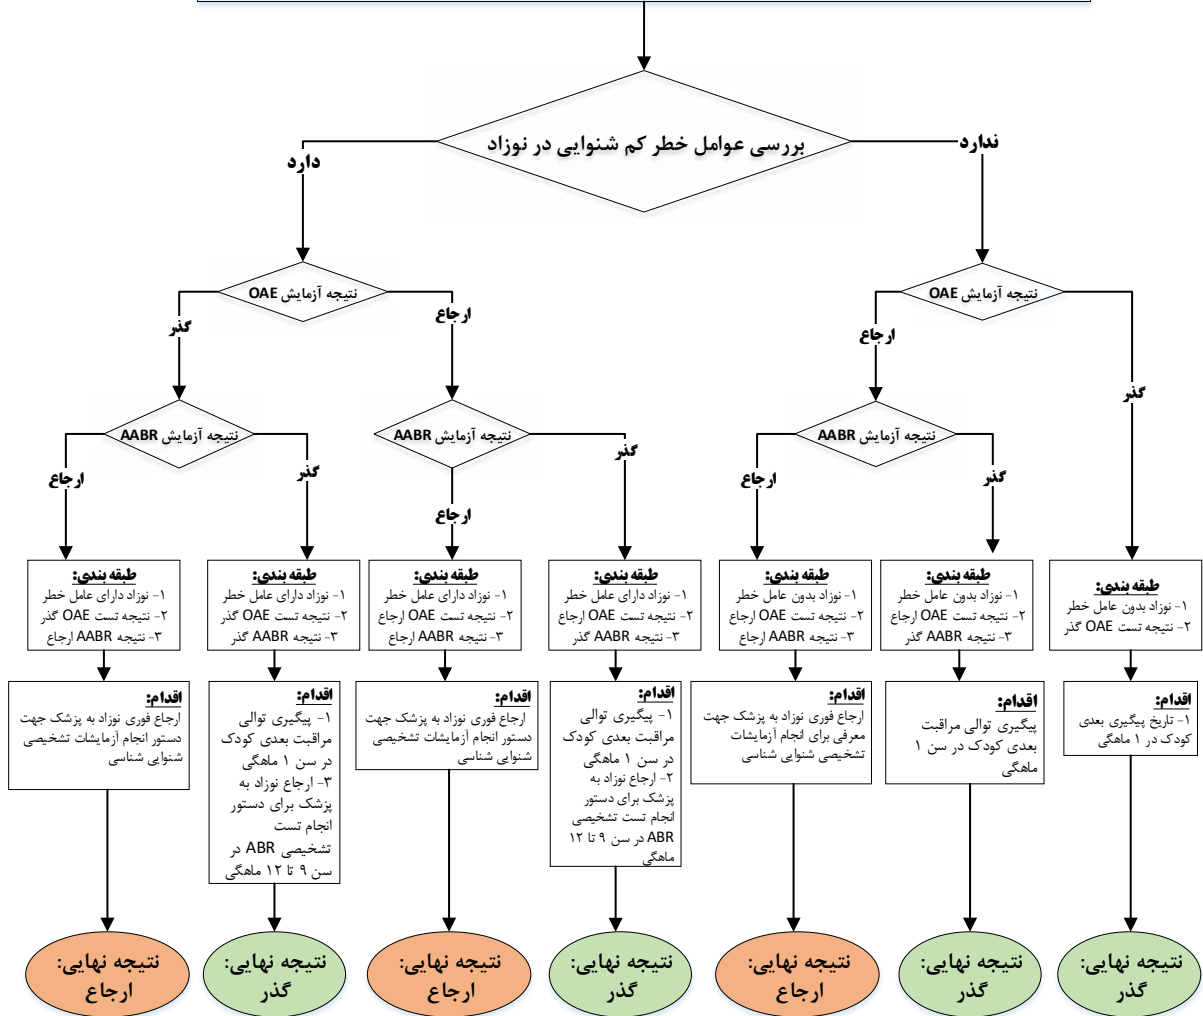 بررسی عوامل خطر کم شنوایی در نوزاد
ندارد
دارد
نتیجه آزمایش OAE
نتیجه آزمایش OAE
ارجاع
گذر
ارجاع
گذر
نتیجه آزمایش AABR
نتیجه آزمایش AABR
نتیجه آزمایش AABR
گذر
ارجاع
گذر
ارجاع
گذر
ارجاع
طبقه بندی:
۱- نوزاد بدون عامل خطر
۲- نتیجه تست OAE گذر
طبقه بندی:
۱- نوزاد بدون عامل خطر
۲- نتیجه تست OAE ارجاع
۳- نتیجه AABR گذر
طبقه بندی:
۱- نوزاد بدون عامل خطر
۲- نتیجه تست OAE ارجاع
۳- نتیجه AABR ارجاع
طبقه بندی:
۱- نوزاد دارای عامل خطر
۲- نتیجه تست OAE ارجاع
۳- نتیجه AABR گذر
طبقه بندی:
۱- نوزاد دارای عامل خطر
۲- نتیجه تست OAE ارجاع
۳- نتیجه AABR ارجاع
طبقه بندی:
۱- نوزاد دارای عامل خطر
۲- نتیجه تست OAE گذر
۳- نتیجه AABR گذر
طبقه بندی:
۱- نوزاد دارای عامل خطر
۲- نتیجه تست OAE گذر
۳- نتیجه AABR ارجاع
اقدام:
۱- تاریخ پیگیری بعدی
کودک در ۱ ماهگی
اقدام:
پیگیری توالی مراقبت
بعدی کودک در سن ۱
ماهگی
اقدام:
ارجاع فوری نوزاد به پزشک جهت
معرفی برای انجام آزمایشات
تشخیصی شنوایی شناسی
اقدام:
۱- پیگیری توالی
مراقبت بعدی کودک
در سن ۱ ماهگی
۲- ارجاع نوزاد به
پزشک برای دستور
انجام تست تشخیصی
ABR در سن ۹ تا ۱۲
ماهگی
اقدام:
ارجاع فوری نوزاد به پزشک جهت
دستور انجام آزمایشات تشخیصی
شنوایی شناسی
اقدام:
۱- پیگیری توالی
مراقبت بعدی کودک
در سن ۱ ماهگی
۳- ارجاع نوزاد به
پزشک برای دستور
انجام تست
تشخیصی ABR در
سن ۹ تا ۱۲ ماهگی
اقدام:
ارجاع فوری نوزاد به پزشک جهت
دستور انجام آزمایشات تشخیصی
شنوایی شناسی
نتیجه نهایی:
گذر
نتیجه نهایی:
گذر
نتیجه نهایی:
ارجاع
نتیجه نهایی:
گذر
نتیجه نهایی:
ارجاع
نتیجه نهایی:
گذر
نتیجه نهایی:
ارجاع